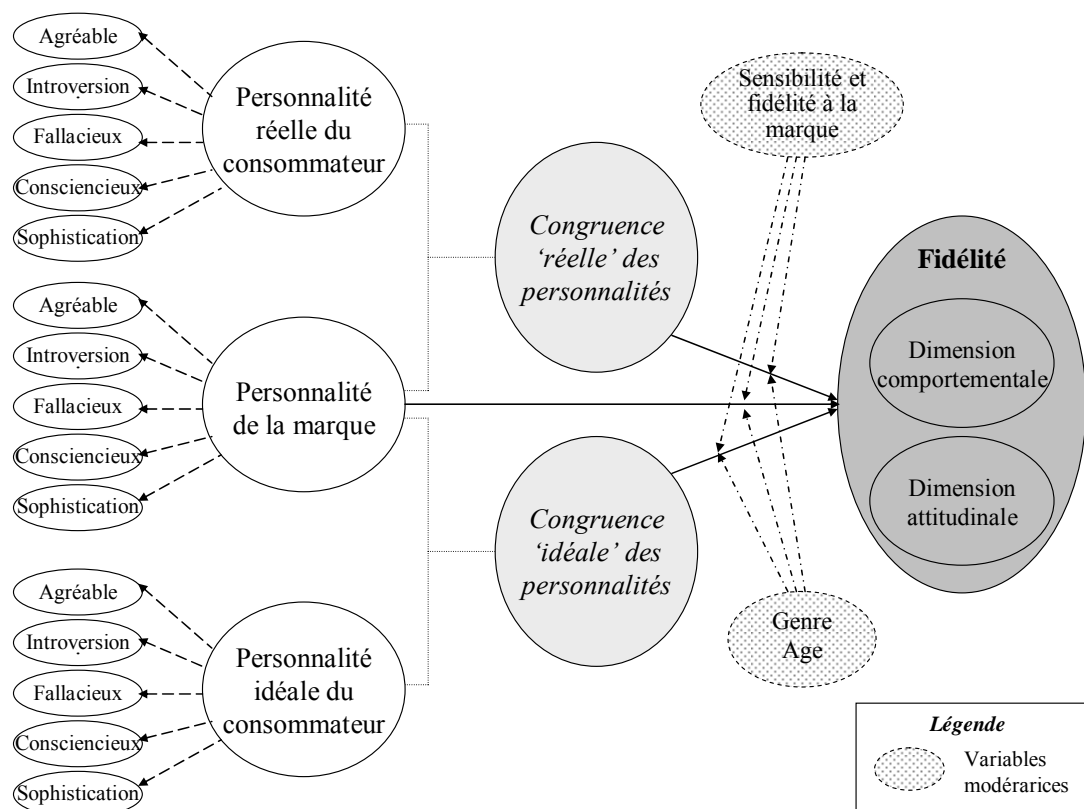 Agréable
Introversion
Fallacieux
Consciencieux
Sophistication
Personnalité
réelle du
consommateur
Agréable
Introversion
Fallacieux
Consciencieux
Sophistication
Personnalité
de la marque
Agréable
Introversion
Fallacieux
Consciencieux
Sophistication
Personnalité
idéale du
consommateur
Congruence
‘réelle’ des
personnalités
Congruence
‘idéale’ des
personnalités
Sensibilité et
fidélité à la
marque
Genre
Age
Fidélité
Dimension
comportementale
Dimension
attitudinale
Légende
Variables
modérarices